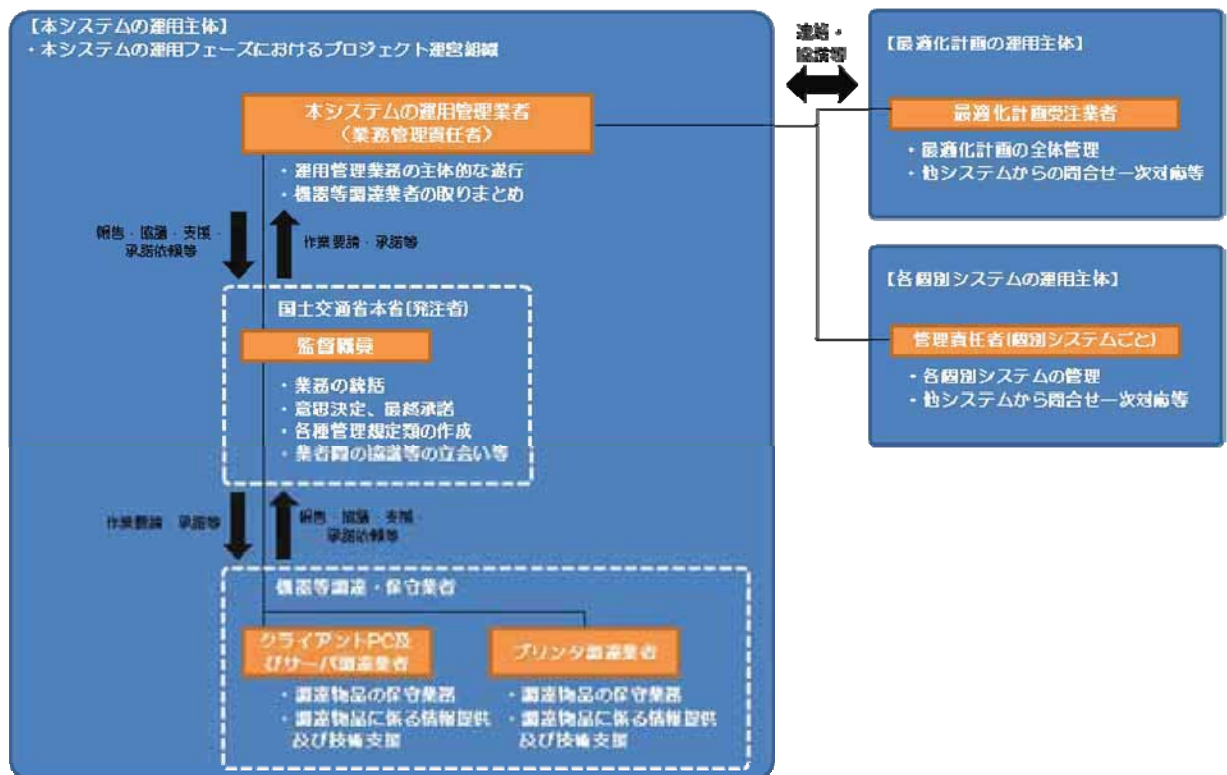 【本システムの運用主体】
・本システムの運用フェーズにおけるプロジェクト運営組織
本システムの運用管理業者
(業務管理責任者)
・運用管理業務の主体的な遂行
・機器等調達業者の取りまとめ
報告・協議・支援・
承諾依頼等
作業要請・承諾等
国土交通省本省(発注者)
監督職員
・業務の統括
・意思決定、最終承諾
・各種管理規定類の作成
・業者間の協議等の立会い等
作業要請・承諾等
報告・協議・支援・
承諾依頼等
機器等調達・保守業者
クライアントPC及
びサーバ調達業者
・調達物品の保守業務
・調達物品に係る情報提供
及び技術支援
プリンタ調達業者
・調達物品の保守業務
・調達物品に係る情報提供
及び技術支援
連絡・
協議等
【最適化計画の運用主体】
最適化計画受注業者
・最適化計画の全体管理
・他システムからの問合せ一次対応等
【各個別システムの運用主体】
管理責任者(個別システムごと)
・各個別システムの管理
・他システムから問合せ一次対応等